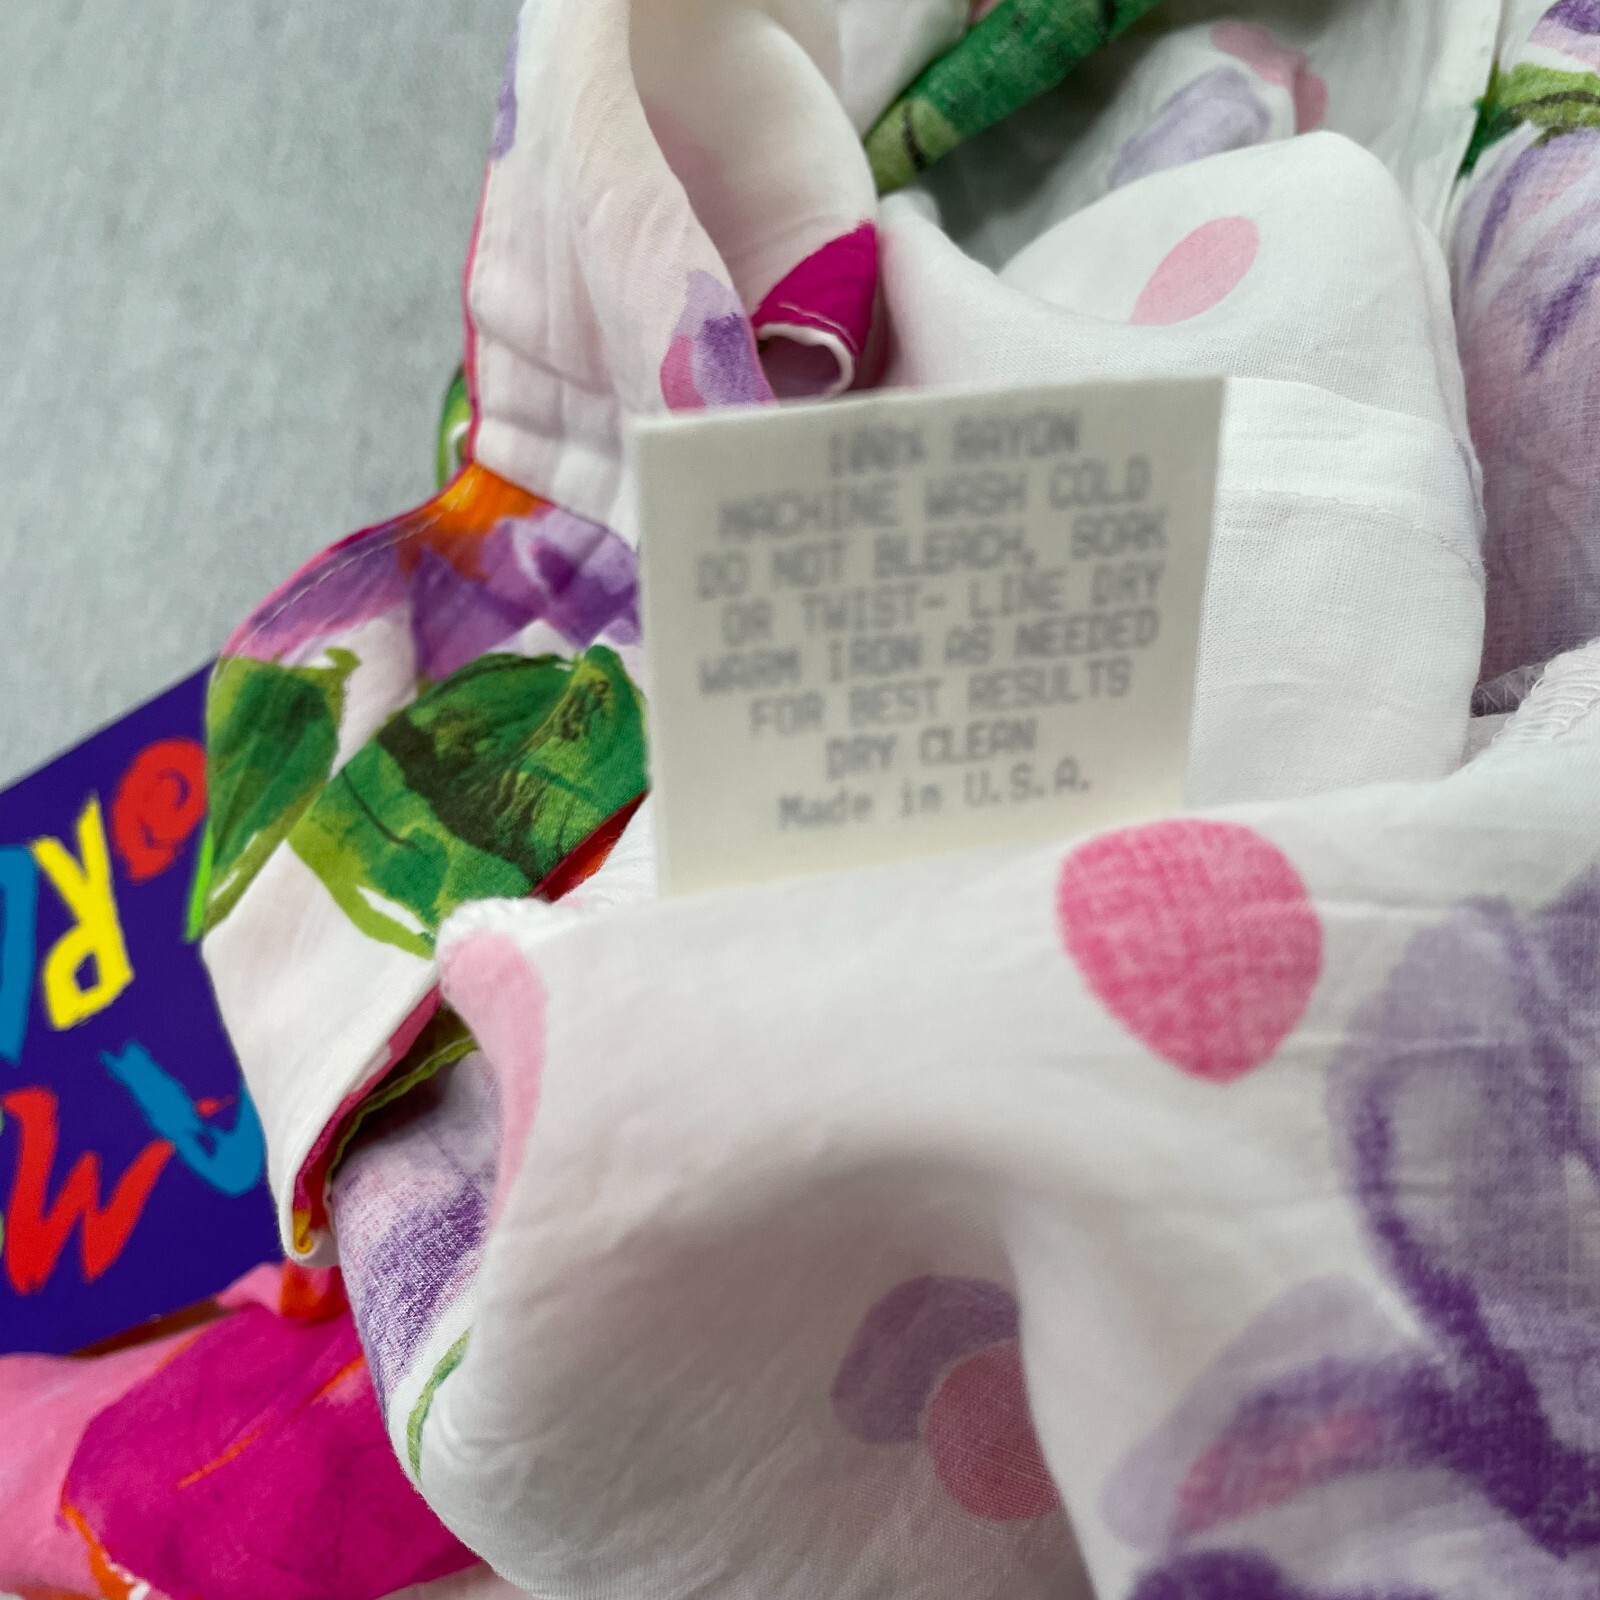 100% RAYON
MACHINE WASH COLD
DO NOT BLEACH, SOAK
OR TWIST- LINE DRY
WARM IRON AS NEEDED
FOR BEST RESULTS
DRY CLEAN
Made in U.S.A.